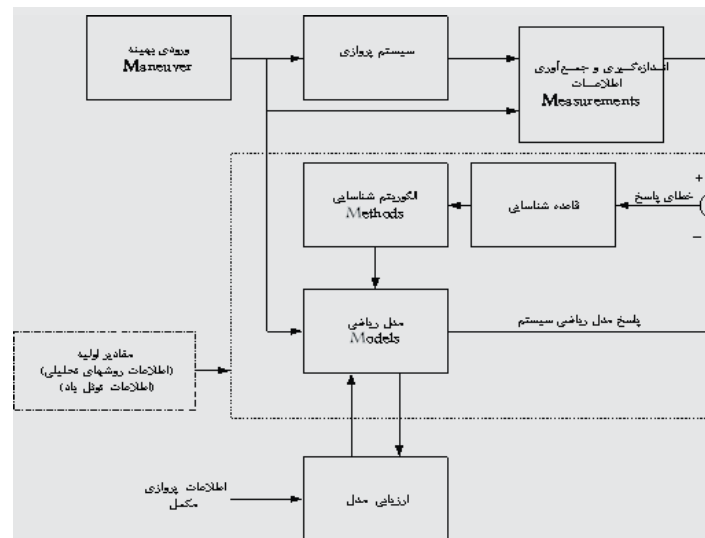 ورودی بهینه
Maneuver
سیستم پروازی
اندازه‌گیری و جمع‌آوری
اطلاعات
Measurements
الگوریتم شناسایی
Methods
قاعده شناسایی
خطای پاسخ
+
−
مدل ریاضی
Models
پاسخ مدل ریاضی سیستم
مقادیر اولیه
(اطلاعات روشهای تحلیلی)
(اطلاعات تونل باد)
اطلاعات پروازی
مکمل
ارزیابی مدل